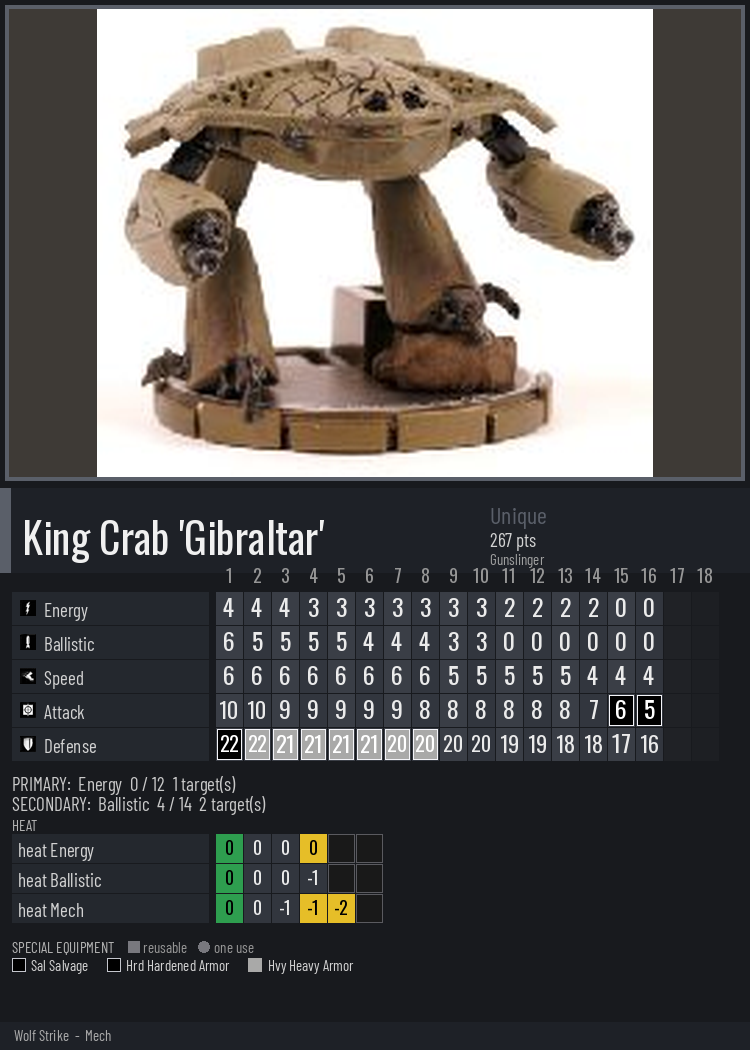 King Crab 'Gibraltar'
Unique
267 pts
Gunslinger
1 2 3 4 5 6 7 8 9 10 11 12 13 14 15 16 17 18
Energy 4 4 4 3 3 3 3 3 3 3 2 2 2 2 0 0
Ballistic 6 5 5 5 5 4 4 4 3 3 0 0 0 0 0 0
Speed 6 6 6 6 6 6 6 6 5 5 5 5 5 4 4 4
Attack 10 10 9 9 9 9 9 8 8 8 8 8 8 7 6 5
Defense 22 22 21 21 21 21 20 20 20 20 19 19 18 18 17 16
PRIMARY: Energy 0 / 12 1 target(s)
SECONDARY: Ballistic 4 / 14 2 target(s)
HEAT
heat Energy 0 0 0 0
heat Ballistic 0 0 0 -1
heat Mech 0 0 -1 -1 -2
SPECIAL EQUIPMENT reusable one use
Sal Salvage Hrd Hardened Armor Hvy Heavy Armor
Wolf Strike - Mech